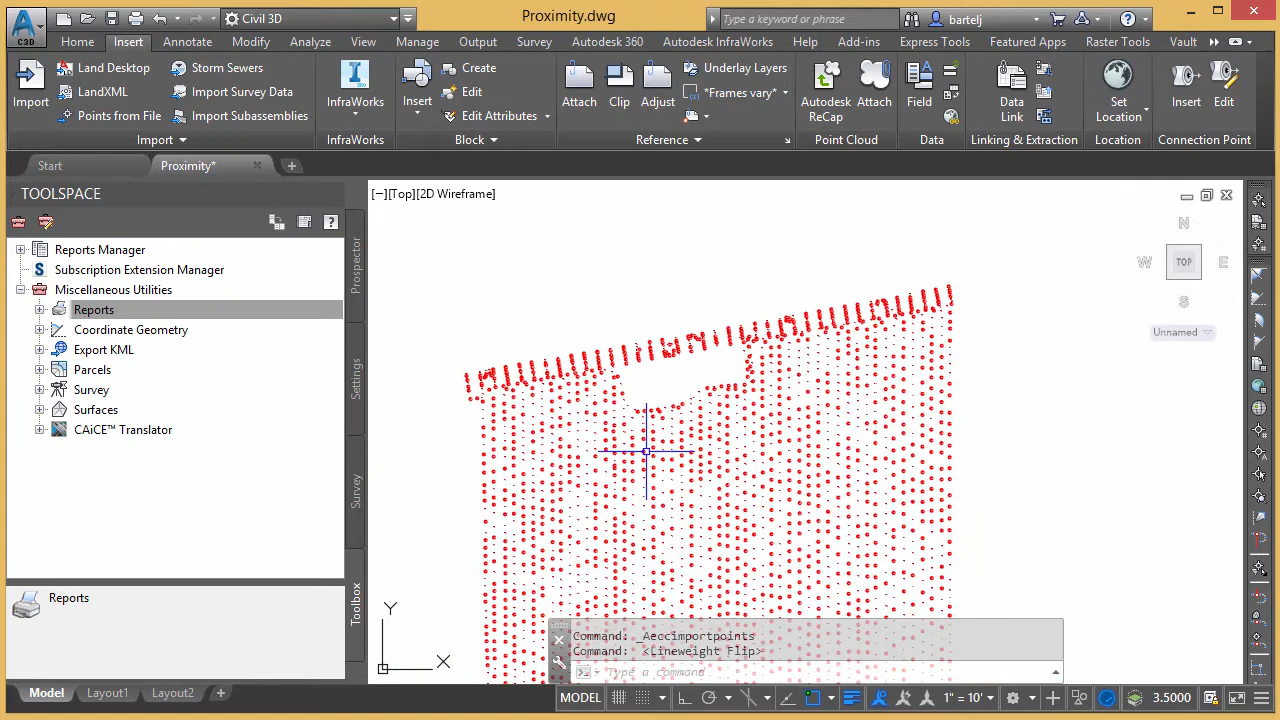 Proximity.dwg
Civil 3D
Type a keyword or phrase
bartelj
C3D
Home Insert Annotate Modify Analyze View Manage Output Survey Autodesk 360 Autodesk InfraWorks Help Add-ins Express Tools Featured Apps Raster Tools Vault
Import
Land Desktop
LandXML
Points from File
Storm Sewers
Import Survey Data
Import Subassemblies
InfraWorks
Insert
Create
Edit
Edit Attributes
Attach
Clip
Adjust
Underlay Layers
*Frames vary*
Autodesk
ReCap
Attach
Field
Data
Link
Set
Location
Insert
Edit
Import InfraWorks Block Reference Point Cloud Data Linking & Extraction Location Connection Point
Start Proximity*
TOOLSPACE
Reports Manager
Subscription Extension Manager
Miscellaneous Utilities
Reports
Coordinate Geometry
Export KML
Parcels
Survey
Surfaces
CAiCE™ Translator
Prospector
Settings
Survey
Toolbox
Reports
[−][Top][2D Wireframe]
N
W TOP E
S
Unnamed
Y
X
Command: _Aeccimportpoints
Command: <Lineweight Flip>
Type a command
Model Layout1 Layout2
MODEL 1" = 10' 3.5000